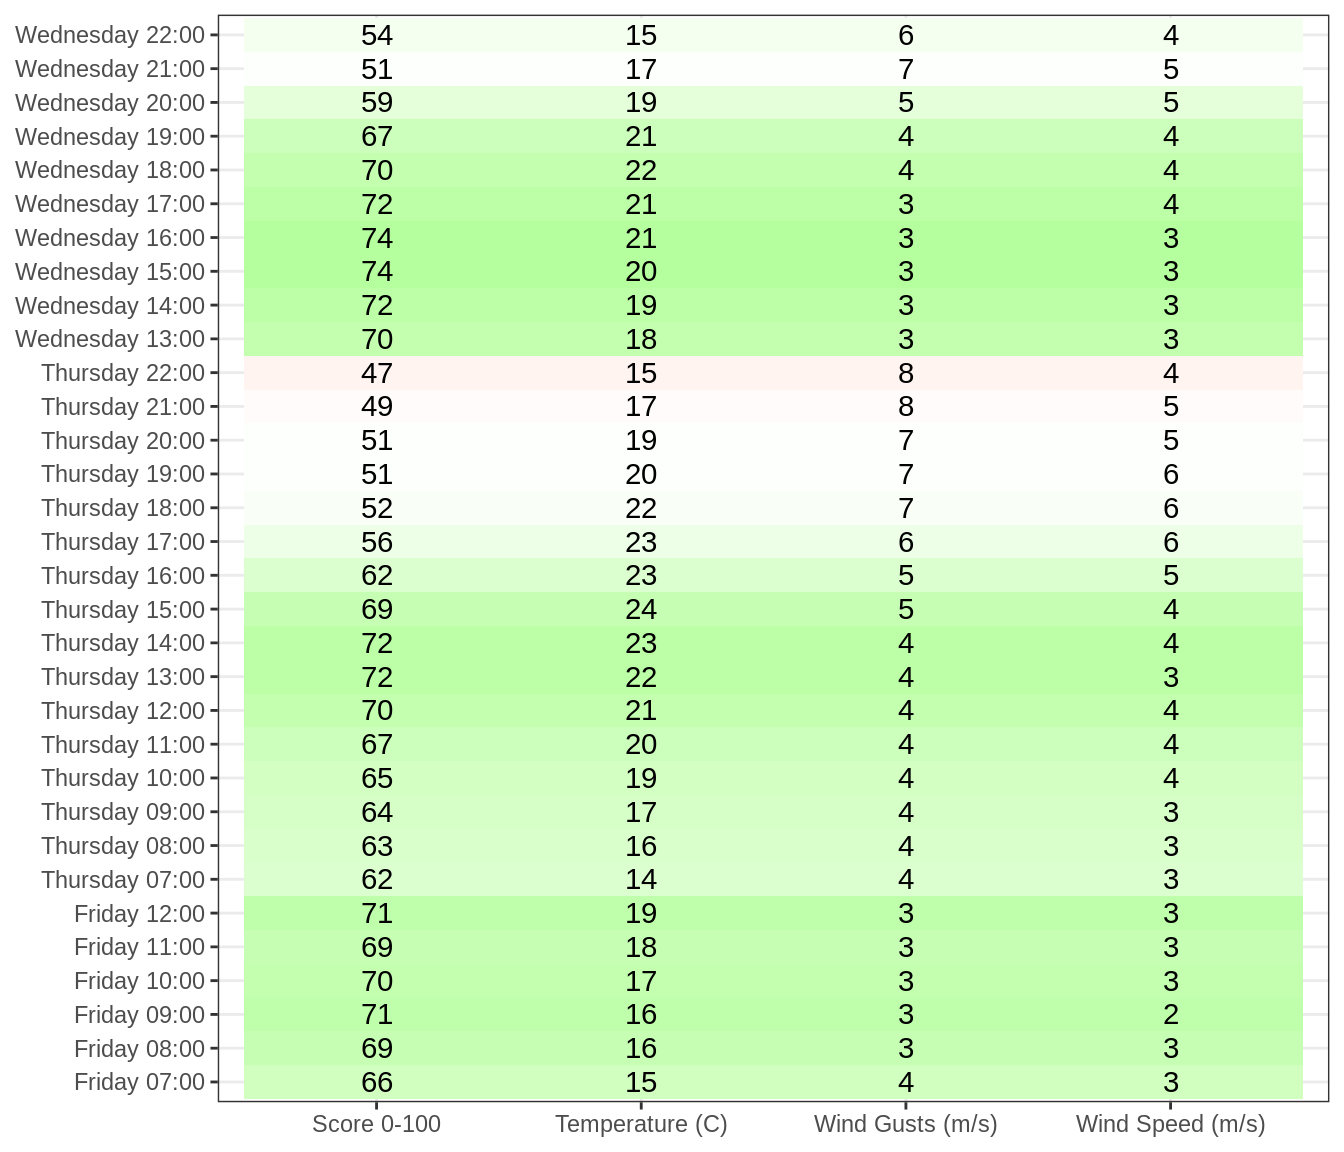 Wednesday 22:00 54 15 6 4
Wednesday 21:00 51 17 7 5
Wednesday 20:00 59 19 5 5
Wednesday 19:00 67 21 4 4
Wednesday 18:00 70 22 4 4
Wednesday 17:00 72 21 3 4
Wednesday 16:00 74 21 3 3
Wednesday 15:00 74 20 3 3
Wednesday 14:00 72 19 3 3
Wednesday 13:00 70 18 3 3
Thursday 22:00 47 15 8 4
Thursday 21:00 49 17 8 5
Thursday 20:00 51 19 7 5
Thursday 19:00 51 20 7 6
Thursday 18:00 52 22 7 6
Thursday 17:00 56 23 6 6
Thursday 16:00 62 23 5 5
Thursday 15:00 69 24 5 4
Thursday 14:00 72 23 4 4
Thursday 13:00 72 22 4 3
Thursday 12:00 70 21 4 4
Thursday 11:00 67 20 4 4
Thursday 10:00 65 19 4 4
Thursday 09:00 64 17 4 3
Thursday 08:00 63 16 4 3
Thursday 07:00 62 14 4 3
Friday 12:00 71 19 3 3
Friday 11:00 69 18 3 3
Friday 10:00 70 17 3 3
Friday 09:00 71 16 3 2
Friday 08:00 69 16 3 3
Friday 07:00 66 15 4 3
Score 0-100 Temperature (C) Wind Gusts (m/s) Wind Speed (m/s)